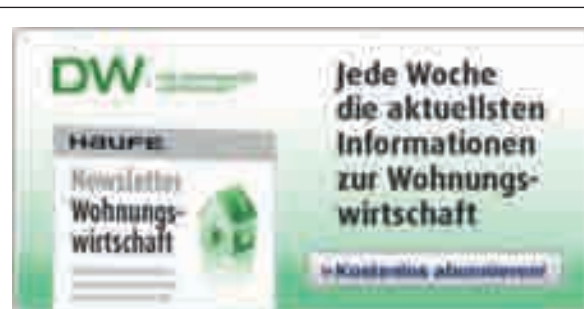 DW
HAUFE.
Newsletter
Wohnungs-
wirtschaft
Jede Woche
die aktuellsten
Informationen
zur Wohnungs-
wirtschaft
» Kostenlos abonnieren!